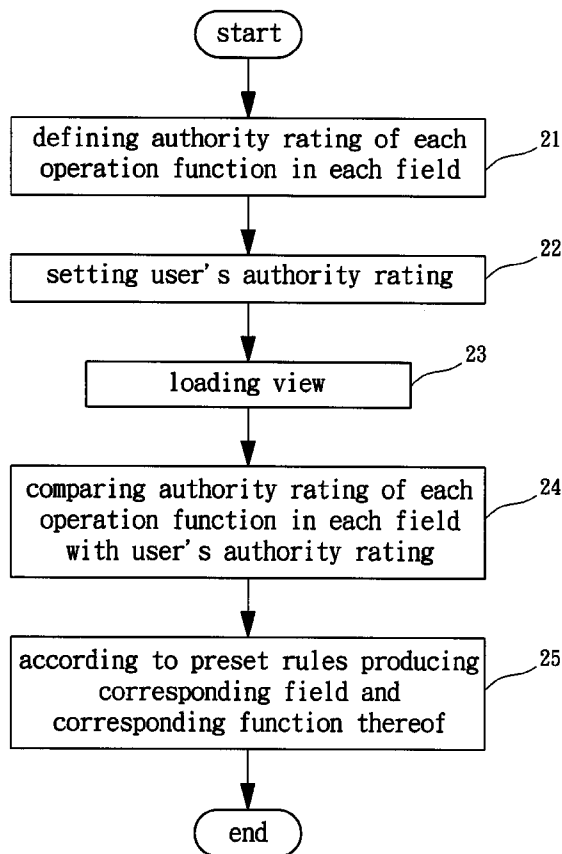 start
defining authority rating of each
operation function in each field
21
setting user's authority rating
22
loading view
23
comparing authority rating of each
operation function in each field
with user's authority rating
24
according to preset rules producing
corresponding field and
corresponding function thereof
25
end